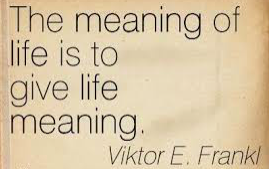 The meaning of
life is to
give life
meaning.
Viktor E. Frankl